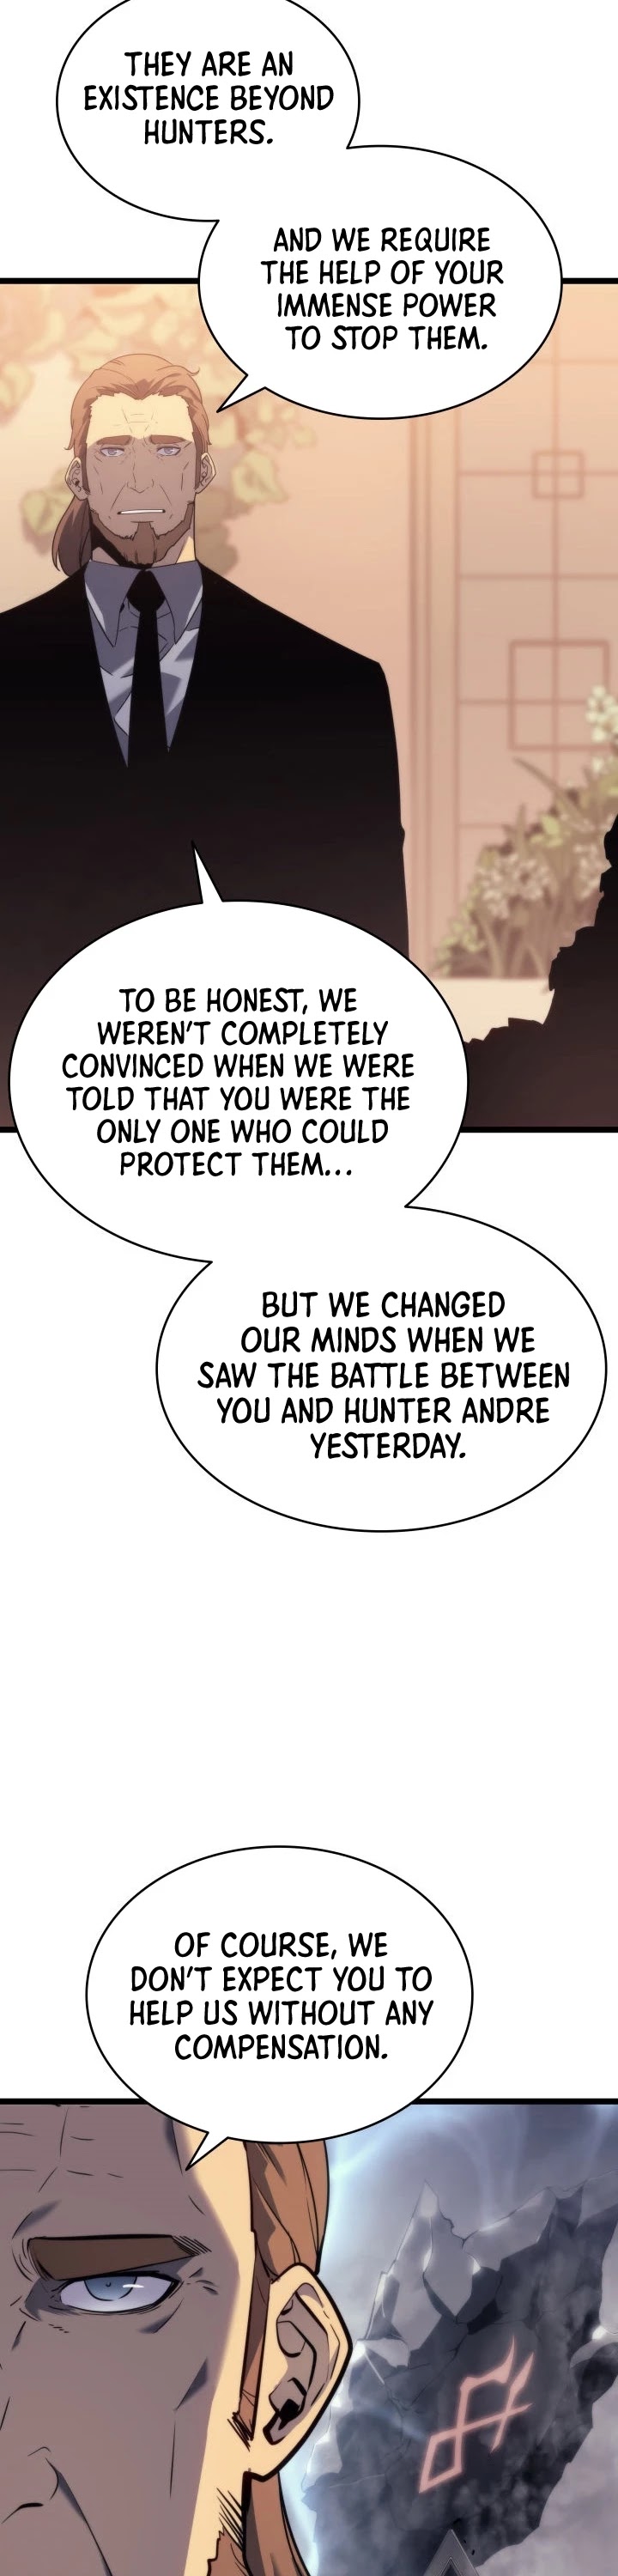 THEY ARE AN
EXISTENCE BEYOND
HUNTERS.
AND WE REQUIRE
THE HELP OF YOUR
IMMENSE POWER
TO STOP THEM.
TO BE HONEST, WE
WEREN'T COMPLETELY
CONVINCED WHEN WE WERE
TOLD THAT YOU WERE THE
ONLY ONE WHO COULD
PROTECT THEM...
BUT WE CHANGED
OUR MINDS WHEN WE
SAW THE BATTLE BETWEEN
YOU AND HUNTER ANDRE
YESTERDAY.
OF COURSE, WE
DON'T EXPECT YOU TO
HELP US WITHOUT ANY
COMPENSATION.